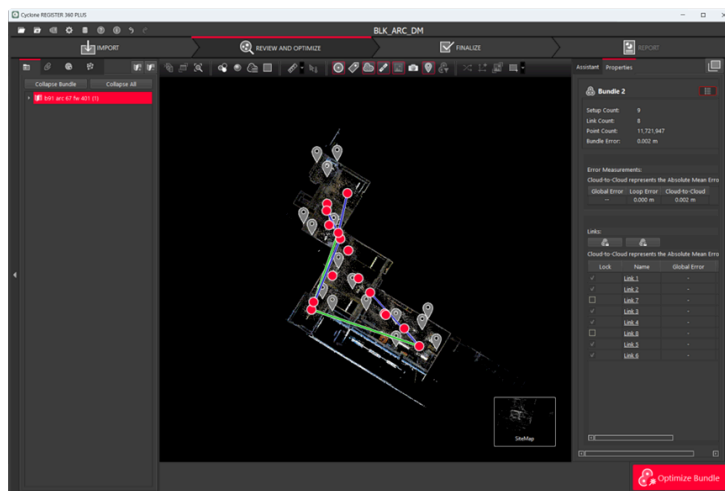 Cyclone REGISTER 360 PLUS
BLK_ARC_DM
IMPORT
REVIEW AND OPTIMIZE
FINALIZE
REPORT
Collapse Bundle
Collapse All
b91 arc 67 fw 401 (1)
SiteMap
Assistant
Properties
Bundle 2
Setup Count: 9
Link Count: 8
Point Count: 11,721,947
Bundle Error: 0.002 m
Error Measurements:
Cloud-to-Cloud represents the Absolute Mean Erro
Global Error Loop Error Cloud-to-Cloud
-- 0.000 m 0.002 m
Links:
Cloud-to-Cloud represents the Absolute Mean Erro
Lock Name Global Error
Link 1 -
Link 2 -
Link 7 -
Link 3 -
Link 4 -
Link 8 -
Link 5 -
Link 6 -
Optimize Bundle